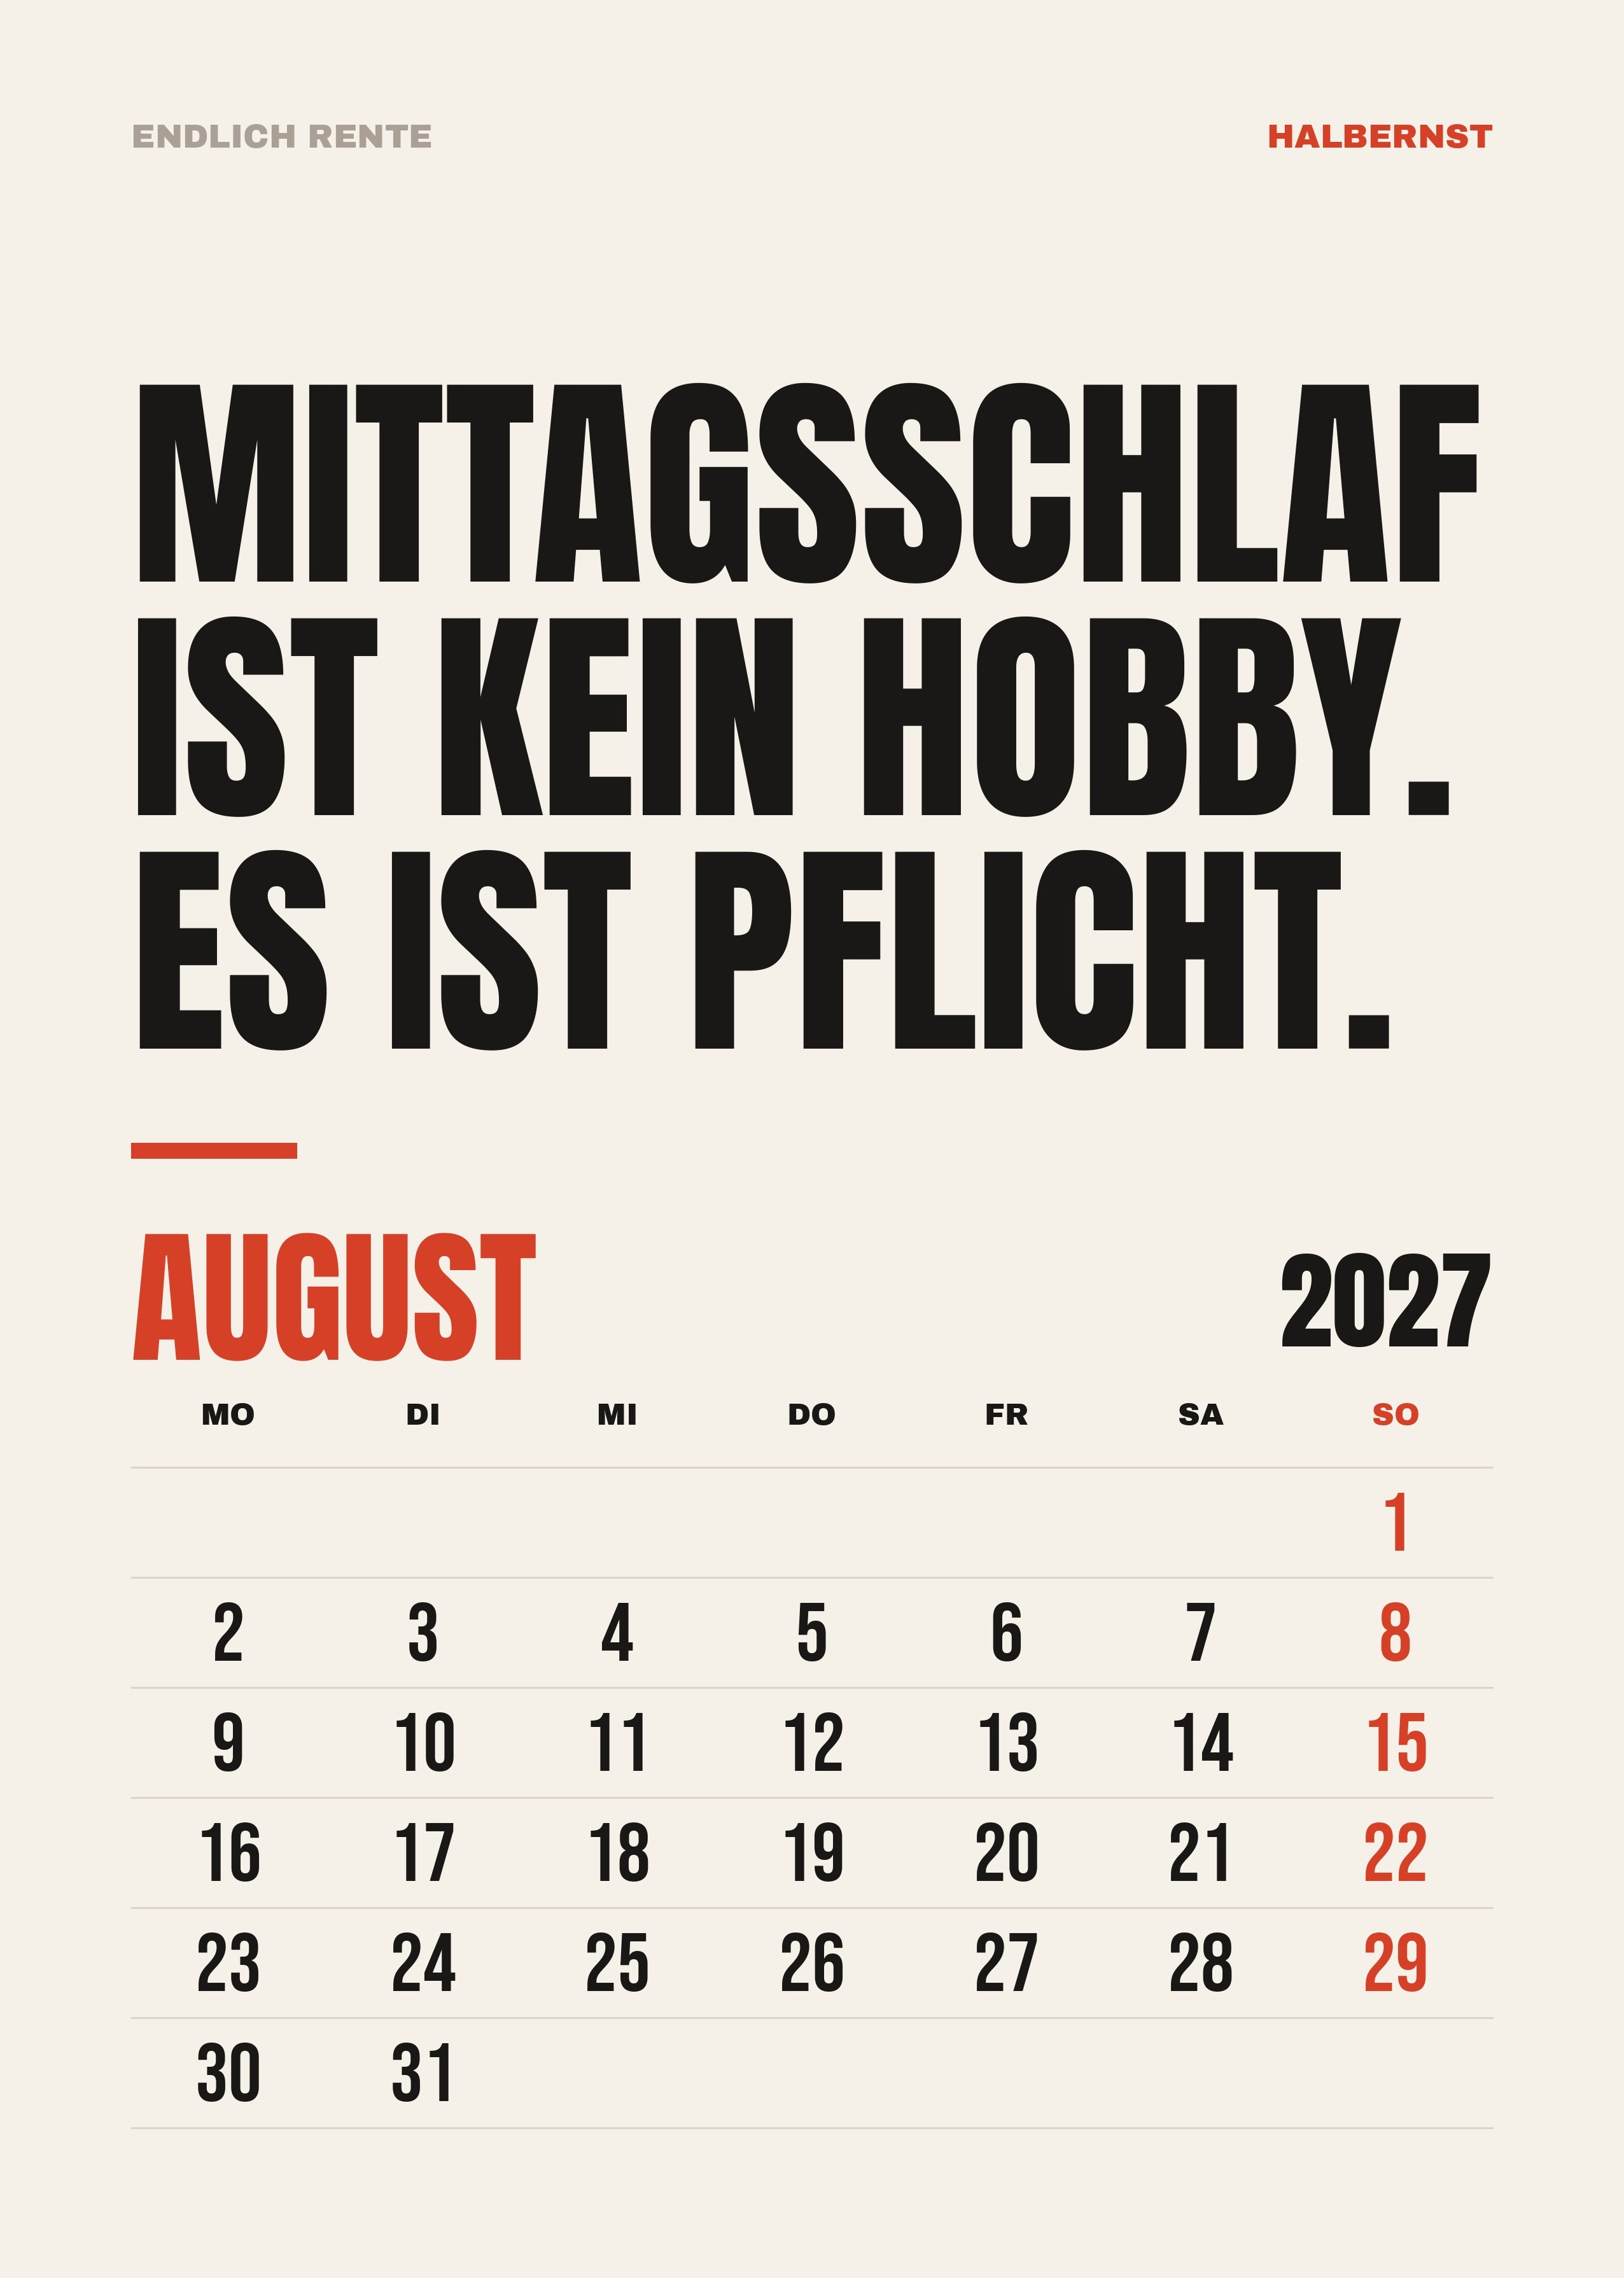 ENDLICH RENTE HALBERNST
MITTAGSSCHLAF
IST KEIN HOBBY.
ES IST PFLICHT.
AUGUST 2027
MO DI MI DO FR SA SO
1
2 3 4 5 6 7 8
9 10 11 12 13 14 15
16 17 18 19 20 21 22
23 24 25 26 27 28 29
30 31